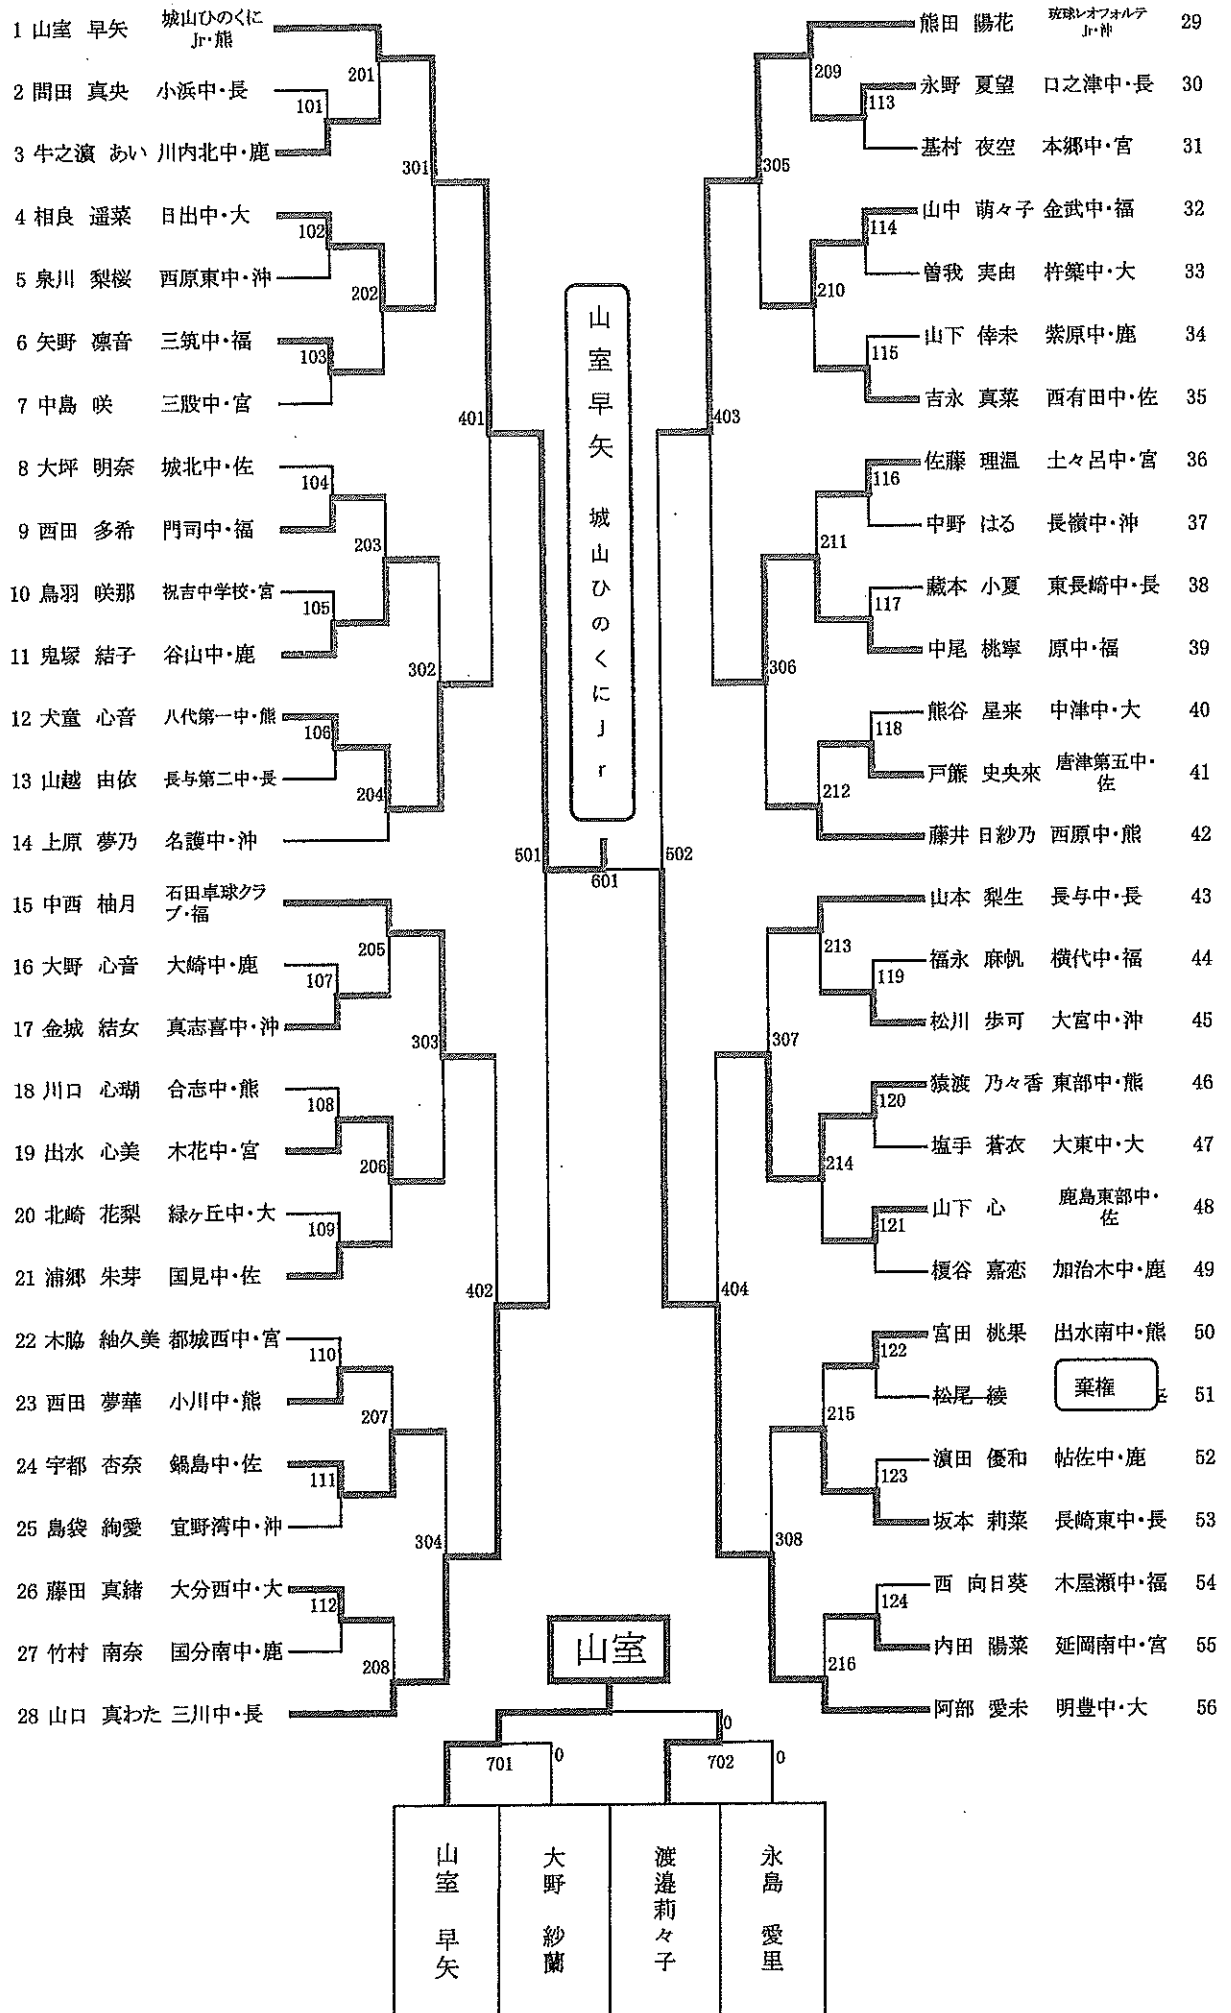 1 山室 早矢 城山ひのくに
Jr・熊
2 間田 真央 小浜中・長
3 牛之濵 あい 川内北中・鹿
4 相良 遥菜 日出中・大
5 泉川 梨桜 西原東中・沖
6 矢野 凛音 三筑中・福
7 中島 咲 三股中・宮
8 大坪 明奈 城北中・佐
9 西田 多希 門司中・福
10 鳥羽 咲那 祝吉中学校・宮
11 鬼塚 結子 谷山中・鹿
12 犬童 心音 八代第一中・熊
13 山越 由依 長与第二中・長
14 上原 夢乃 名護中・沖
15 中西 柚月 石田卓球クラ
ブ・福
16 大野 心音 大崎中・鹿
17 金城 結女 真志喜中・沖
18 川口 心瑚 合志中・熊
19 出水 心美 木花中・宮
20 北崎 花梨 緑ヶ丘中・大
21 浦郷 朱芽 国見中・佐
22 木脇 紬久美 都城西中・宮
23 西田 夢華 小川中・熊
24 宇都 杏奈 鍋島中・佐
25 島袋 絢愛 宜野湾中・沖
26 藤田 真緒 大分西中・大
27 竹村 南奈 国分南中・鹿
28 山口 真わた 三川中・長
101
102
103
104
105
106
107
108
109
110
111
112
201
202
203
204
205
206
207
208
301
302
303
304
401
402
501
山室早矢 城山ひのくにJr
601
502
403
404
305
306
307
308
209
210
211
212
213
214
215
216
113
114
115
116
117
118
119
120
121
122
123
124
熊田 陽花 琉球レオフォルテ 29
Jr・沖
永野 夏望 口之津中・長 30
基村 夜空 本郷中・宮 31
山中 萌々子 金武中・福 32
曽我 実由 杵築中・大 33
山下 倖未 紫原中・鹿 34
吉永 真菜 西有田中・佐 35
佐藤 理温 土々呂中・宮 36
中野 はる 長嶺中・沖 37
蔵本 小夏 東長崎中・長 38
中尾 桃寧 原中・福 39
熊谷 星来 中津中・大 40
戸熊 史央來 唐津第五中・ 41
佐
藤井 日紗乃 西原中・熊 42
山本 梨生 長与中・長 43
福永 麻帆 横代中・福 44
松川 歩可 大宮中・沖 45
猿渡 乃々香 東部中・熊 46
塩手 蒼衣 大東中・大 47
山下 心 鹿島東部中・ 48
佐
榎谷 嘉恋 加治木中・鹿 49
宮田 桃果 出水南中・熊 50
松尾 綾 棄権 51
濵田 優和 帖佐中・鹿 52
坂本 莉菜 長崎東中・長 53
西 向日葵 木屋瀬中・福 54
内田 陽菜 延岡南中・宮 55
阿部 愛未 明豊中・大 56
山室
0
701 0 702 0
山室 早矢
大野 紗蘭
渡邉莉々子
永島 愛里